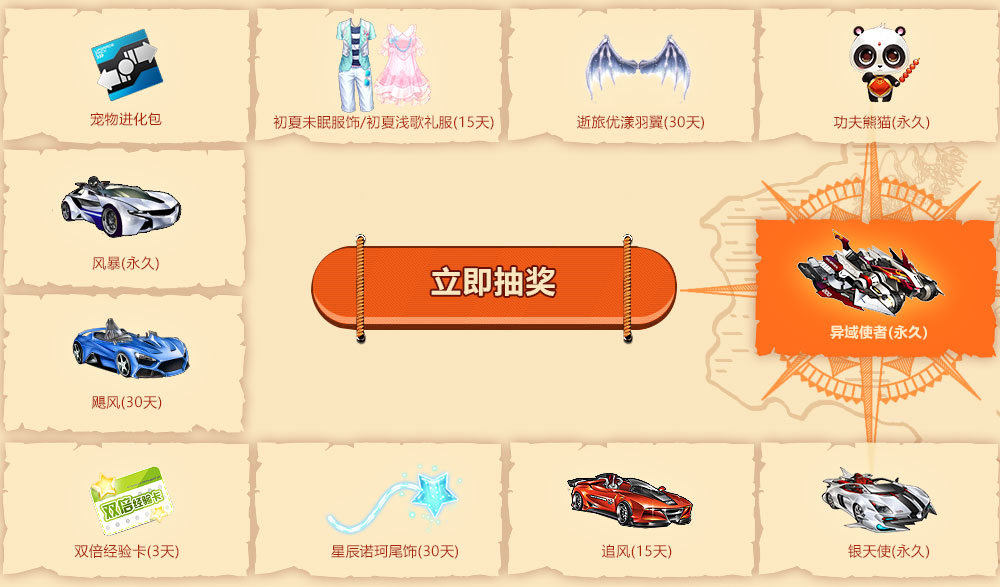 宠物进化包
初夏未眠服饰/初夏浅歌礼服(15天)
逝旅优漾羽翼(30天)
功夫熊猫(永久)
风暴(永久)
立即抽奖
异域使者(永久)
飓风(30天)
双倍经验卡
双倍经验卡(3天)
星辰诺珂尾饰(30天)
追风(15天)
银天使(永久)